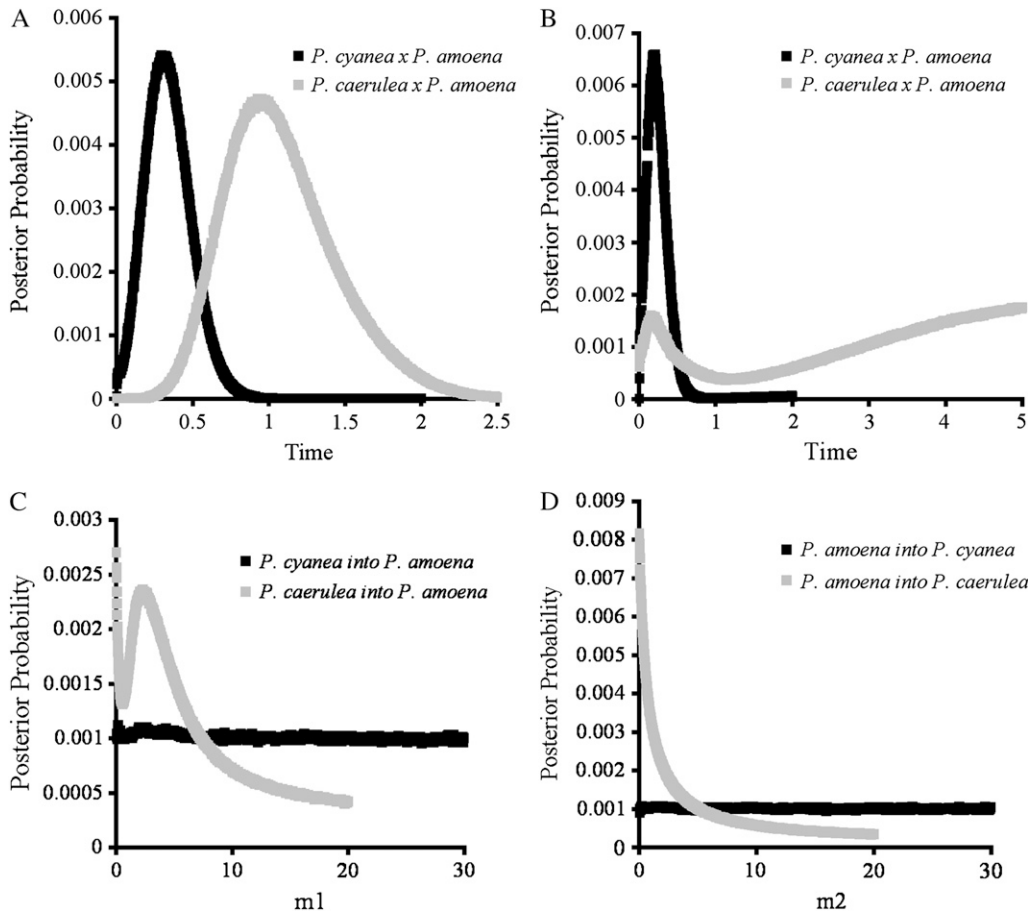 A
Posterior Probability
0.006
0.005
0.004
0.003
0.002
0.001
0
P. cyanea x P. amoena
P. caerulea x P. amoena
0
0.5
1
1.5
2
2.5
Time
B
Posterior Probability
0.007
0.006
0.005
0.004
0.003
0.002
0.001
0
P. cyanea x P. amoena
P. caerulea x P. amoena
0
1
2
3
4
5
Time
C
Posterior Probability
0.003
0.0025
0.002
0.0015
0.001
0.0005
0
P. cyanea into P. amoena
P. caerulea into P. amoena
0
10
20
30
m1
D
Posterior Probability
0.009
0.008
0.007
0.006
0.005
0.004
0.003
0.002
0.001
0
P. amoena into P. cyanea
P. amoena into P. caerulea
0
10
20
30
m2